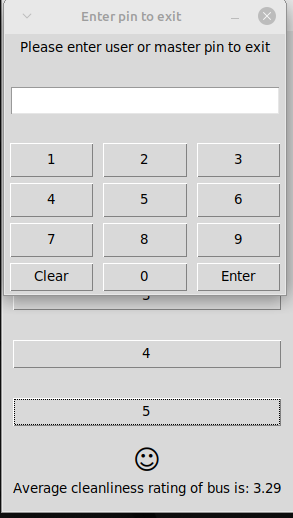 Enter pin to exit
Please enter user or master pin to exit
1 2 3
4 5 6
7 8 9
Clear 0 Enter
4
5
Average cleanliness rating of bus is: 3.29